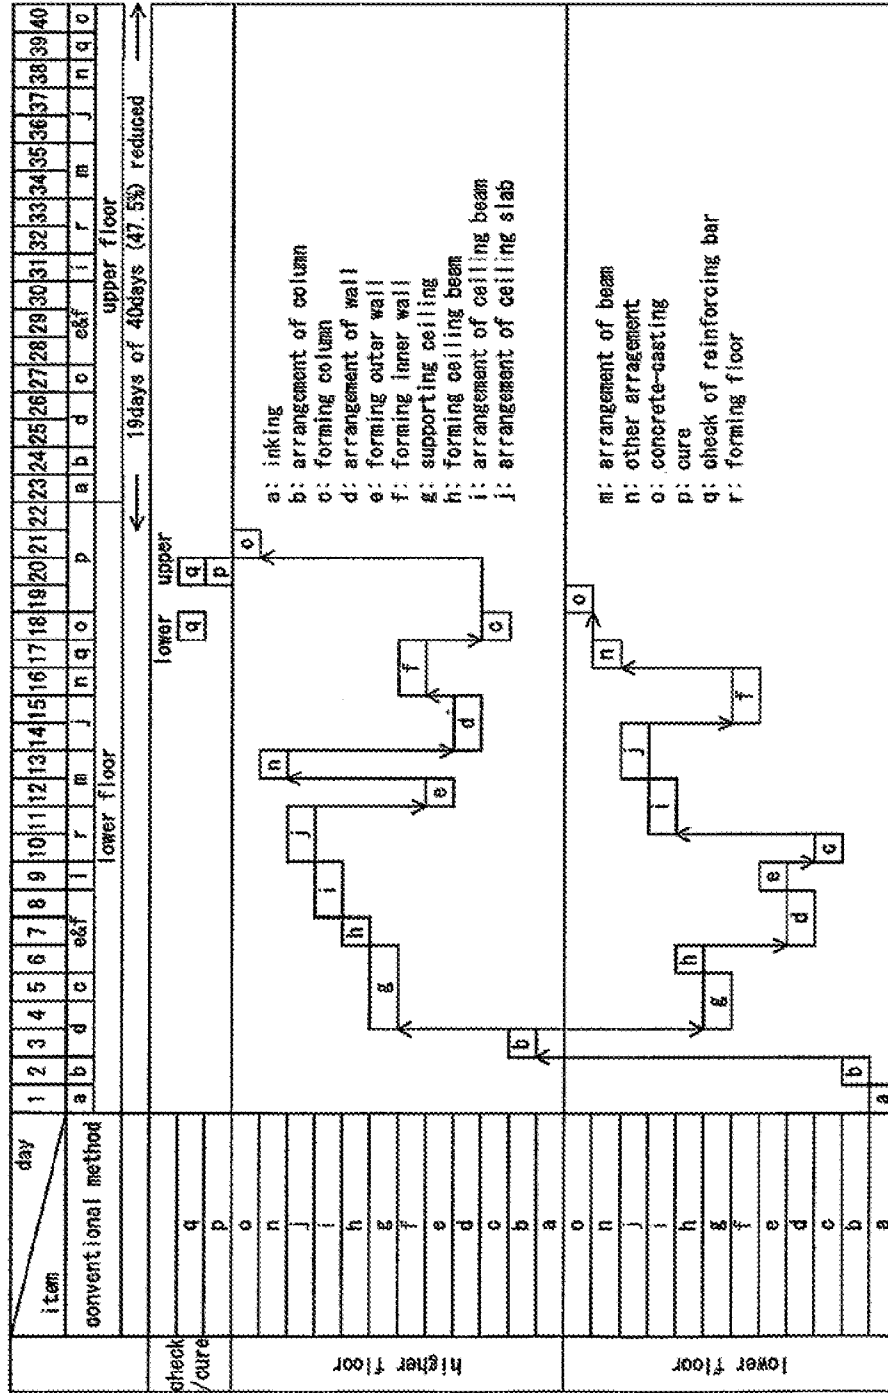 day 1 2 3 4 5 6 7 8 9 10 11 12 13 14 15 16 17 18 19 20 21 22 23 24 25 26 27 28 29 30 31 32 33 34 35 36 37 38 39 40
item
conventional method a b d c e&f i r m j n q o p a b d c e&f i r m j n q o
lower floor upper floor
19days of 40days (47.5%) reduced
check
/cure
lower upper
q q q
p p
higher floor
o o
n n
j j
i i
h h
g g
f f
e e
d d
c c
b b
a
a: inking
b: arrangement of column
c: forming column
d: arrangement of wall
e: forming outer wall
f: forming inner wall
g: supporting ceiling
h: forming ceiling beam
i: arrangement of ceiling beam
j: arrangement of ceiling slab
lower floor
o o
n n
j j
i i
h h
g g
f f
e e
d d
c c
b b
a a
m: arrangement of beam
n: other arragement
o: concrete-casting
p: cure
q: check of reinforcing bar
r: forming floor